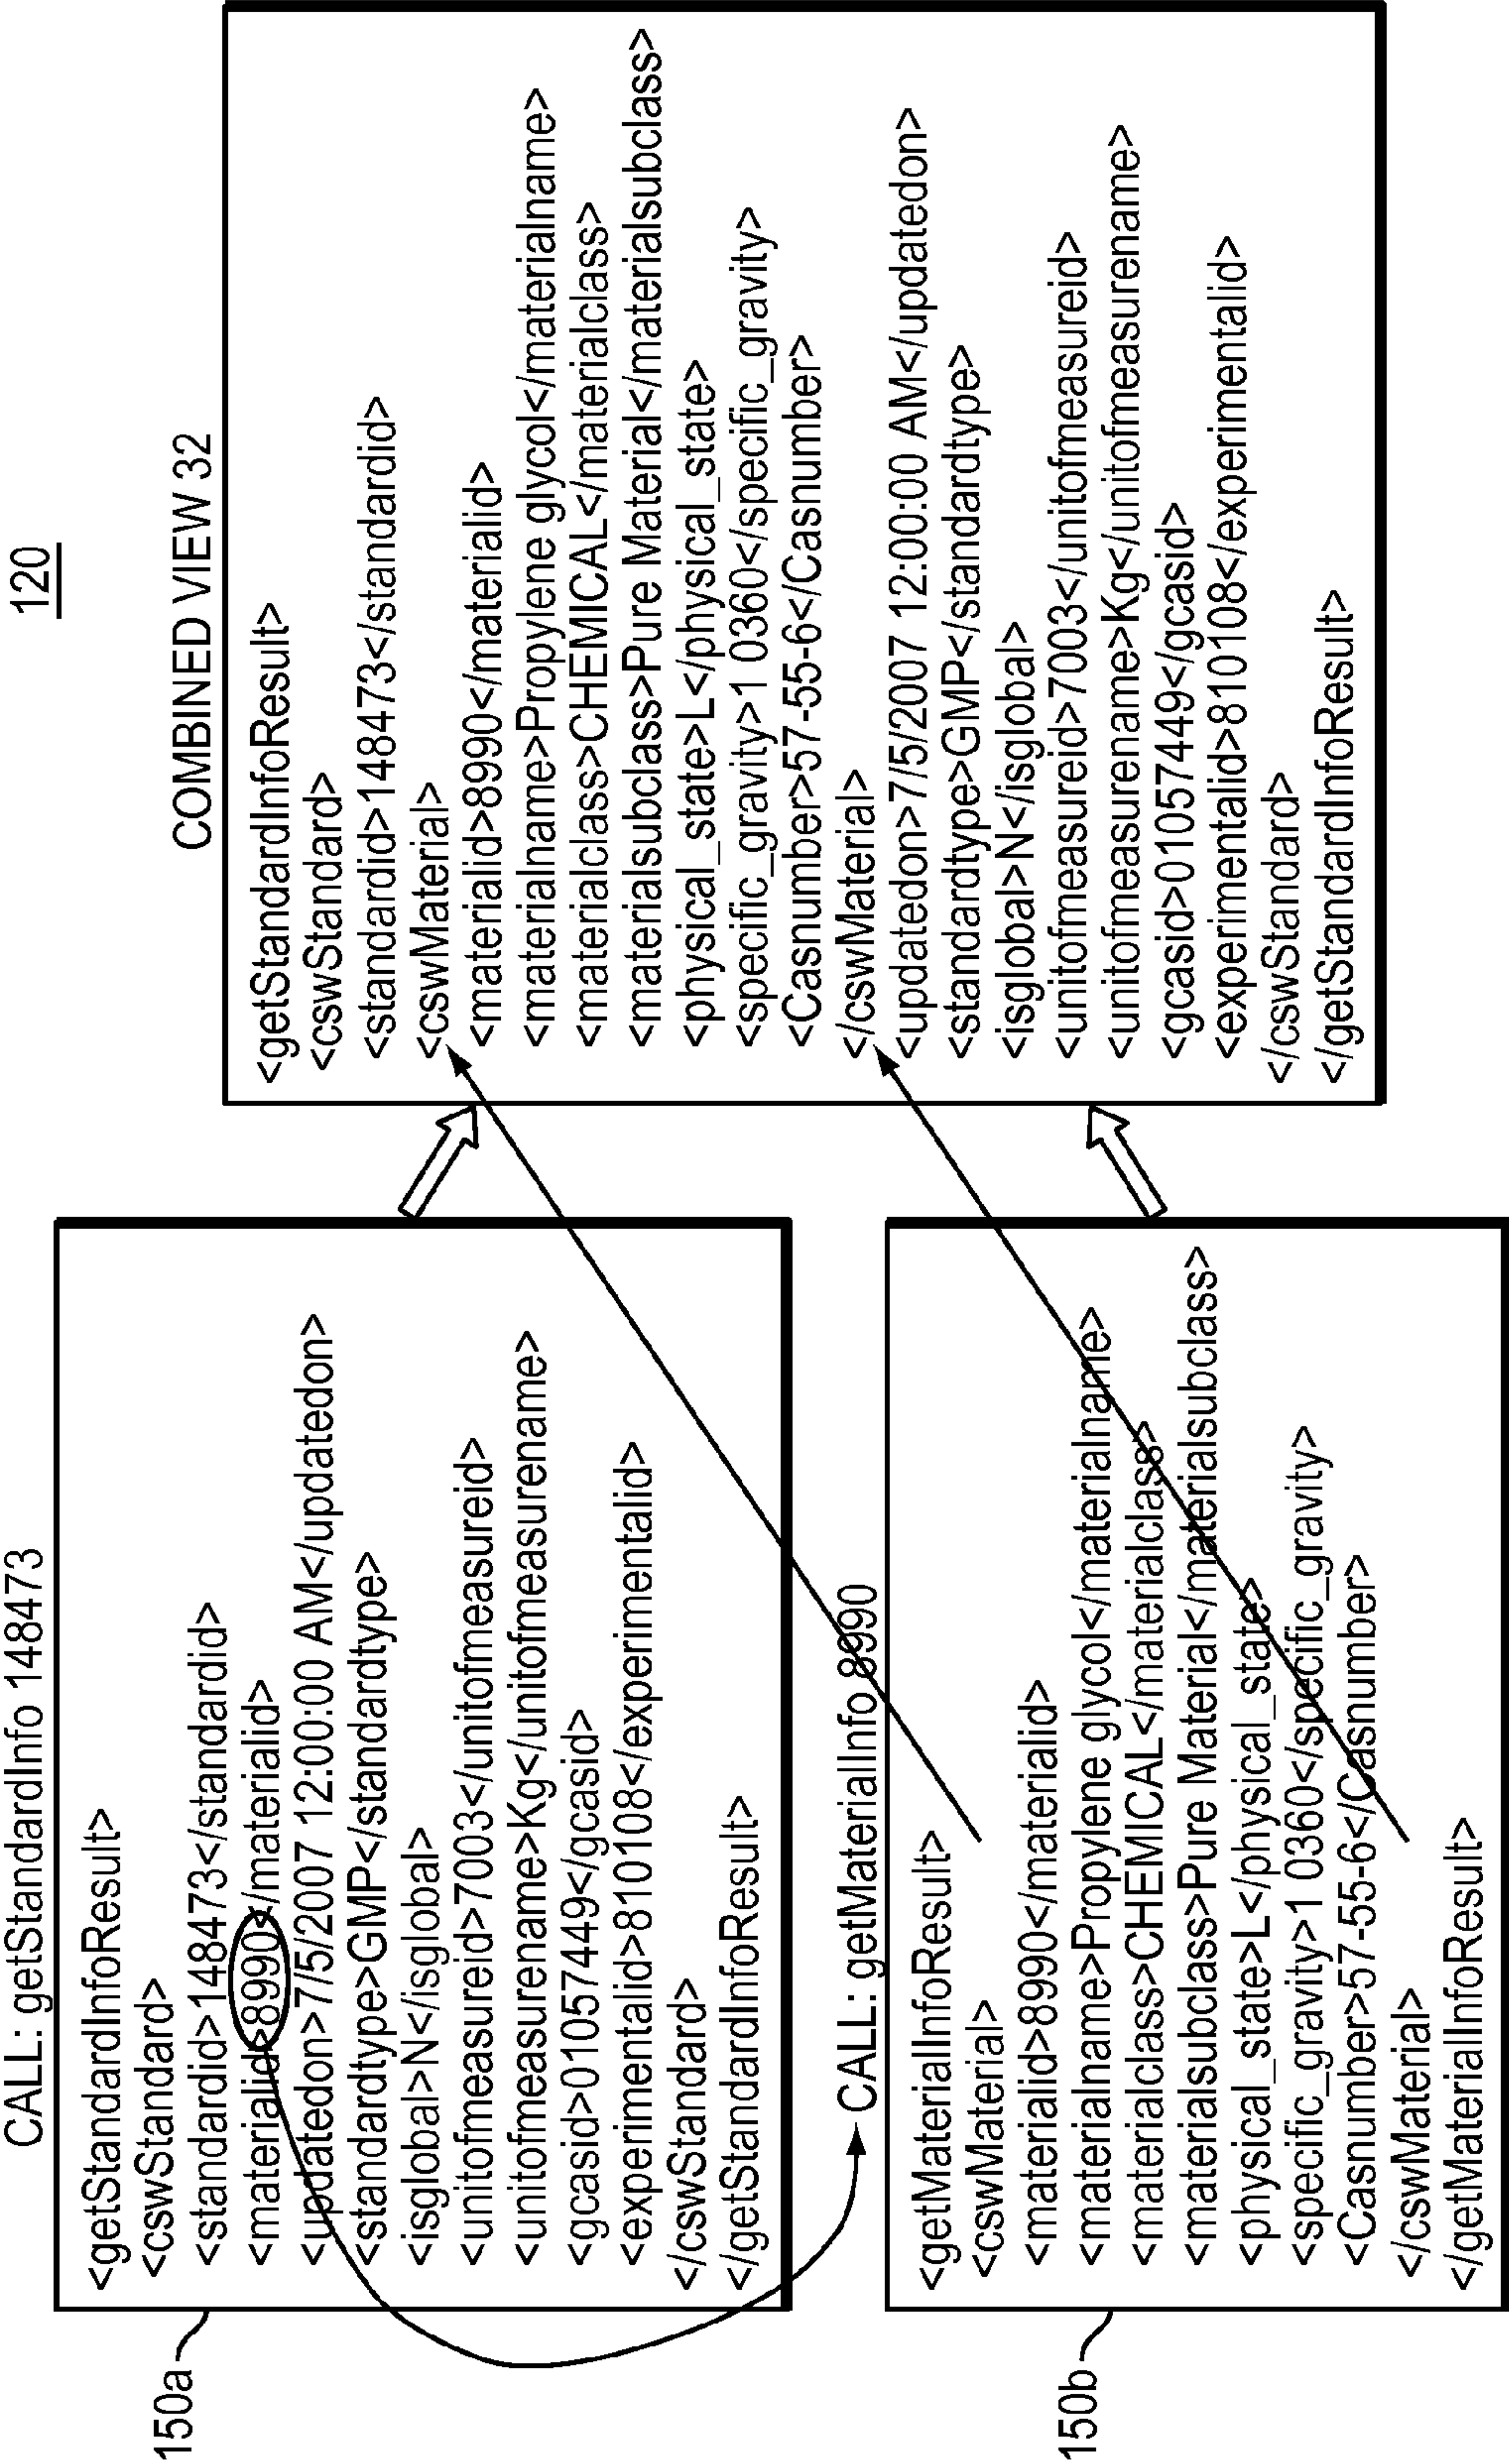 120
CALL: getStandardInfo 148473
150a
<getStandardInfoResult>
<cswStandard>
<standardid>148473</standardid>
<materialid>8990</materialid>
<updatedon>7/5/2007 12:00:00 AM</updatedon>
<standardtype>GMP</standardtype>
<isglobal>N</isglobal>
<unitofmeasureid>7003</unitofmeasureid>
<unitofmeasurename>Kg</unitofmeasurename>
<gcasid>01057449</gcasid>
<experimentalid>810108</experimentalid>
</cswStandard>
</getStandardInfoResult>
CALL: getMaterialInfo 8990
150b
<getMaterialInfoResult>
<cswMaterial>
<materialid>8990</materialid>
<materialname>Propylene glycol</materialname>
<materialclass>CHEMICAL</materialclass>
<materialsubclass>Pure Material</materialsubclass>
<physical_state>L</physical_state>
<specific_gravity>1 0360</specific_gravity>
<Casnumber>57-55-6</Casnumber>
</cswMaterial>
</getMaterialInfoResult>
COMBINED VIEW 32
<getStandardInfoResult>
<cswStandard>
<standardid>148473</standardid>
<cswMaterial>
<materialid>8990</materialid>
<materialname>Propylene glycol</materialname>
<materialclass>CHEMICAL</materialclass>
<materialsubclass>Pure Material</materialsubclass>
<physical_state>L</physical_state>
<specific_gravity>1 0360</specific_gravity>
<Casnumber>57-55-6</Casnumber>
</cswMaterial>
<updatedon>7/5/2007 12:00:00 AM</updatedon>
<standardtype>GMP</standardtype>
<isglobal>N</isglobal>
<unitofmeasureid>7003</unitofmeasureid>
<unitofmeasurename>Kg</unitofmeasurename>
<gcasid>01057449</gcasid>
<experimentalid>810108</experimentalid>
</cswStandard>
</getStandardInfoResult>